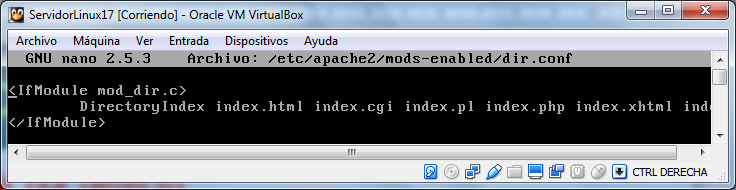 ServidorLinux17 [Corriendo] - Oracle VM VirtualBox
Archivo Máquina Ver Entrada Dispositivos Ayuda
GNU nano 2.5.3 Archivo: /etc/apache2/mods-enabled/dir.conf
<IfModule mod_dir.c>
DirectoryIndex index.html index.cgi index.pl index.php index.xhtml
</IfModule>
CTRL DERECHA